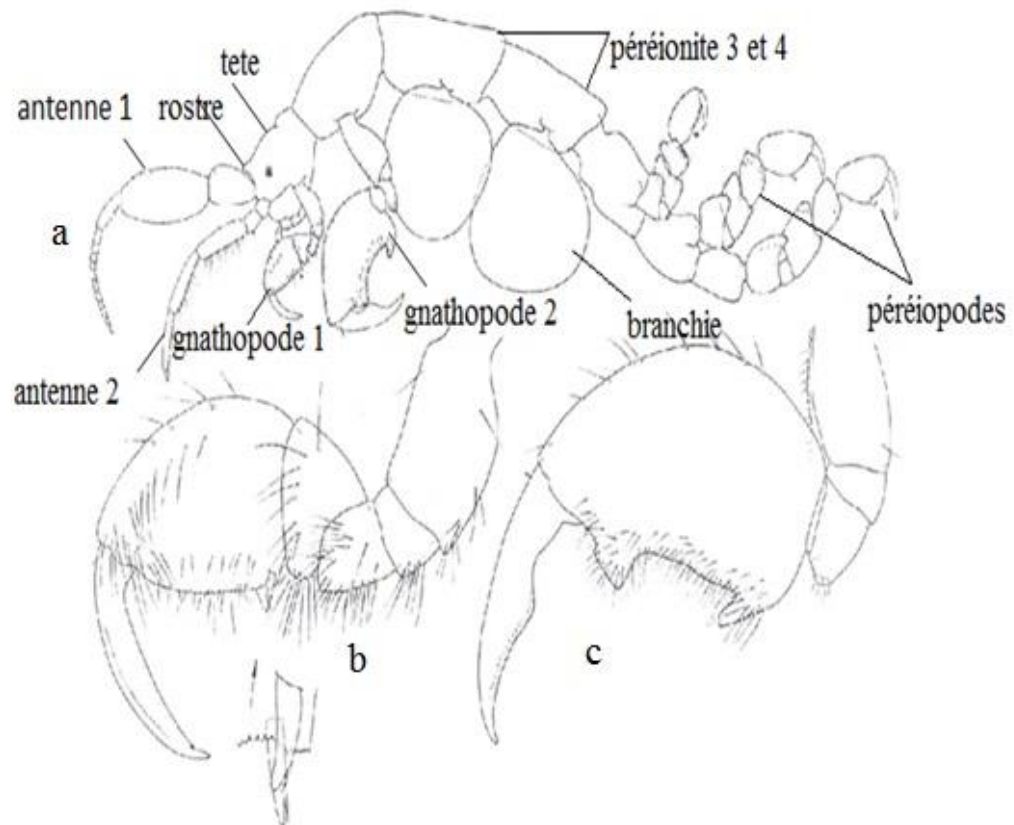 péréionite 3 et 4
tete
antenne 1
rostre
a
gnathopode 1
gnathopode 2
branchie
péréiopodes
antenne 2
b
c